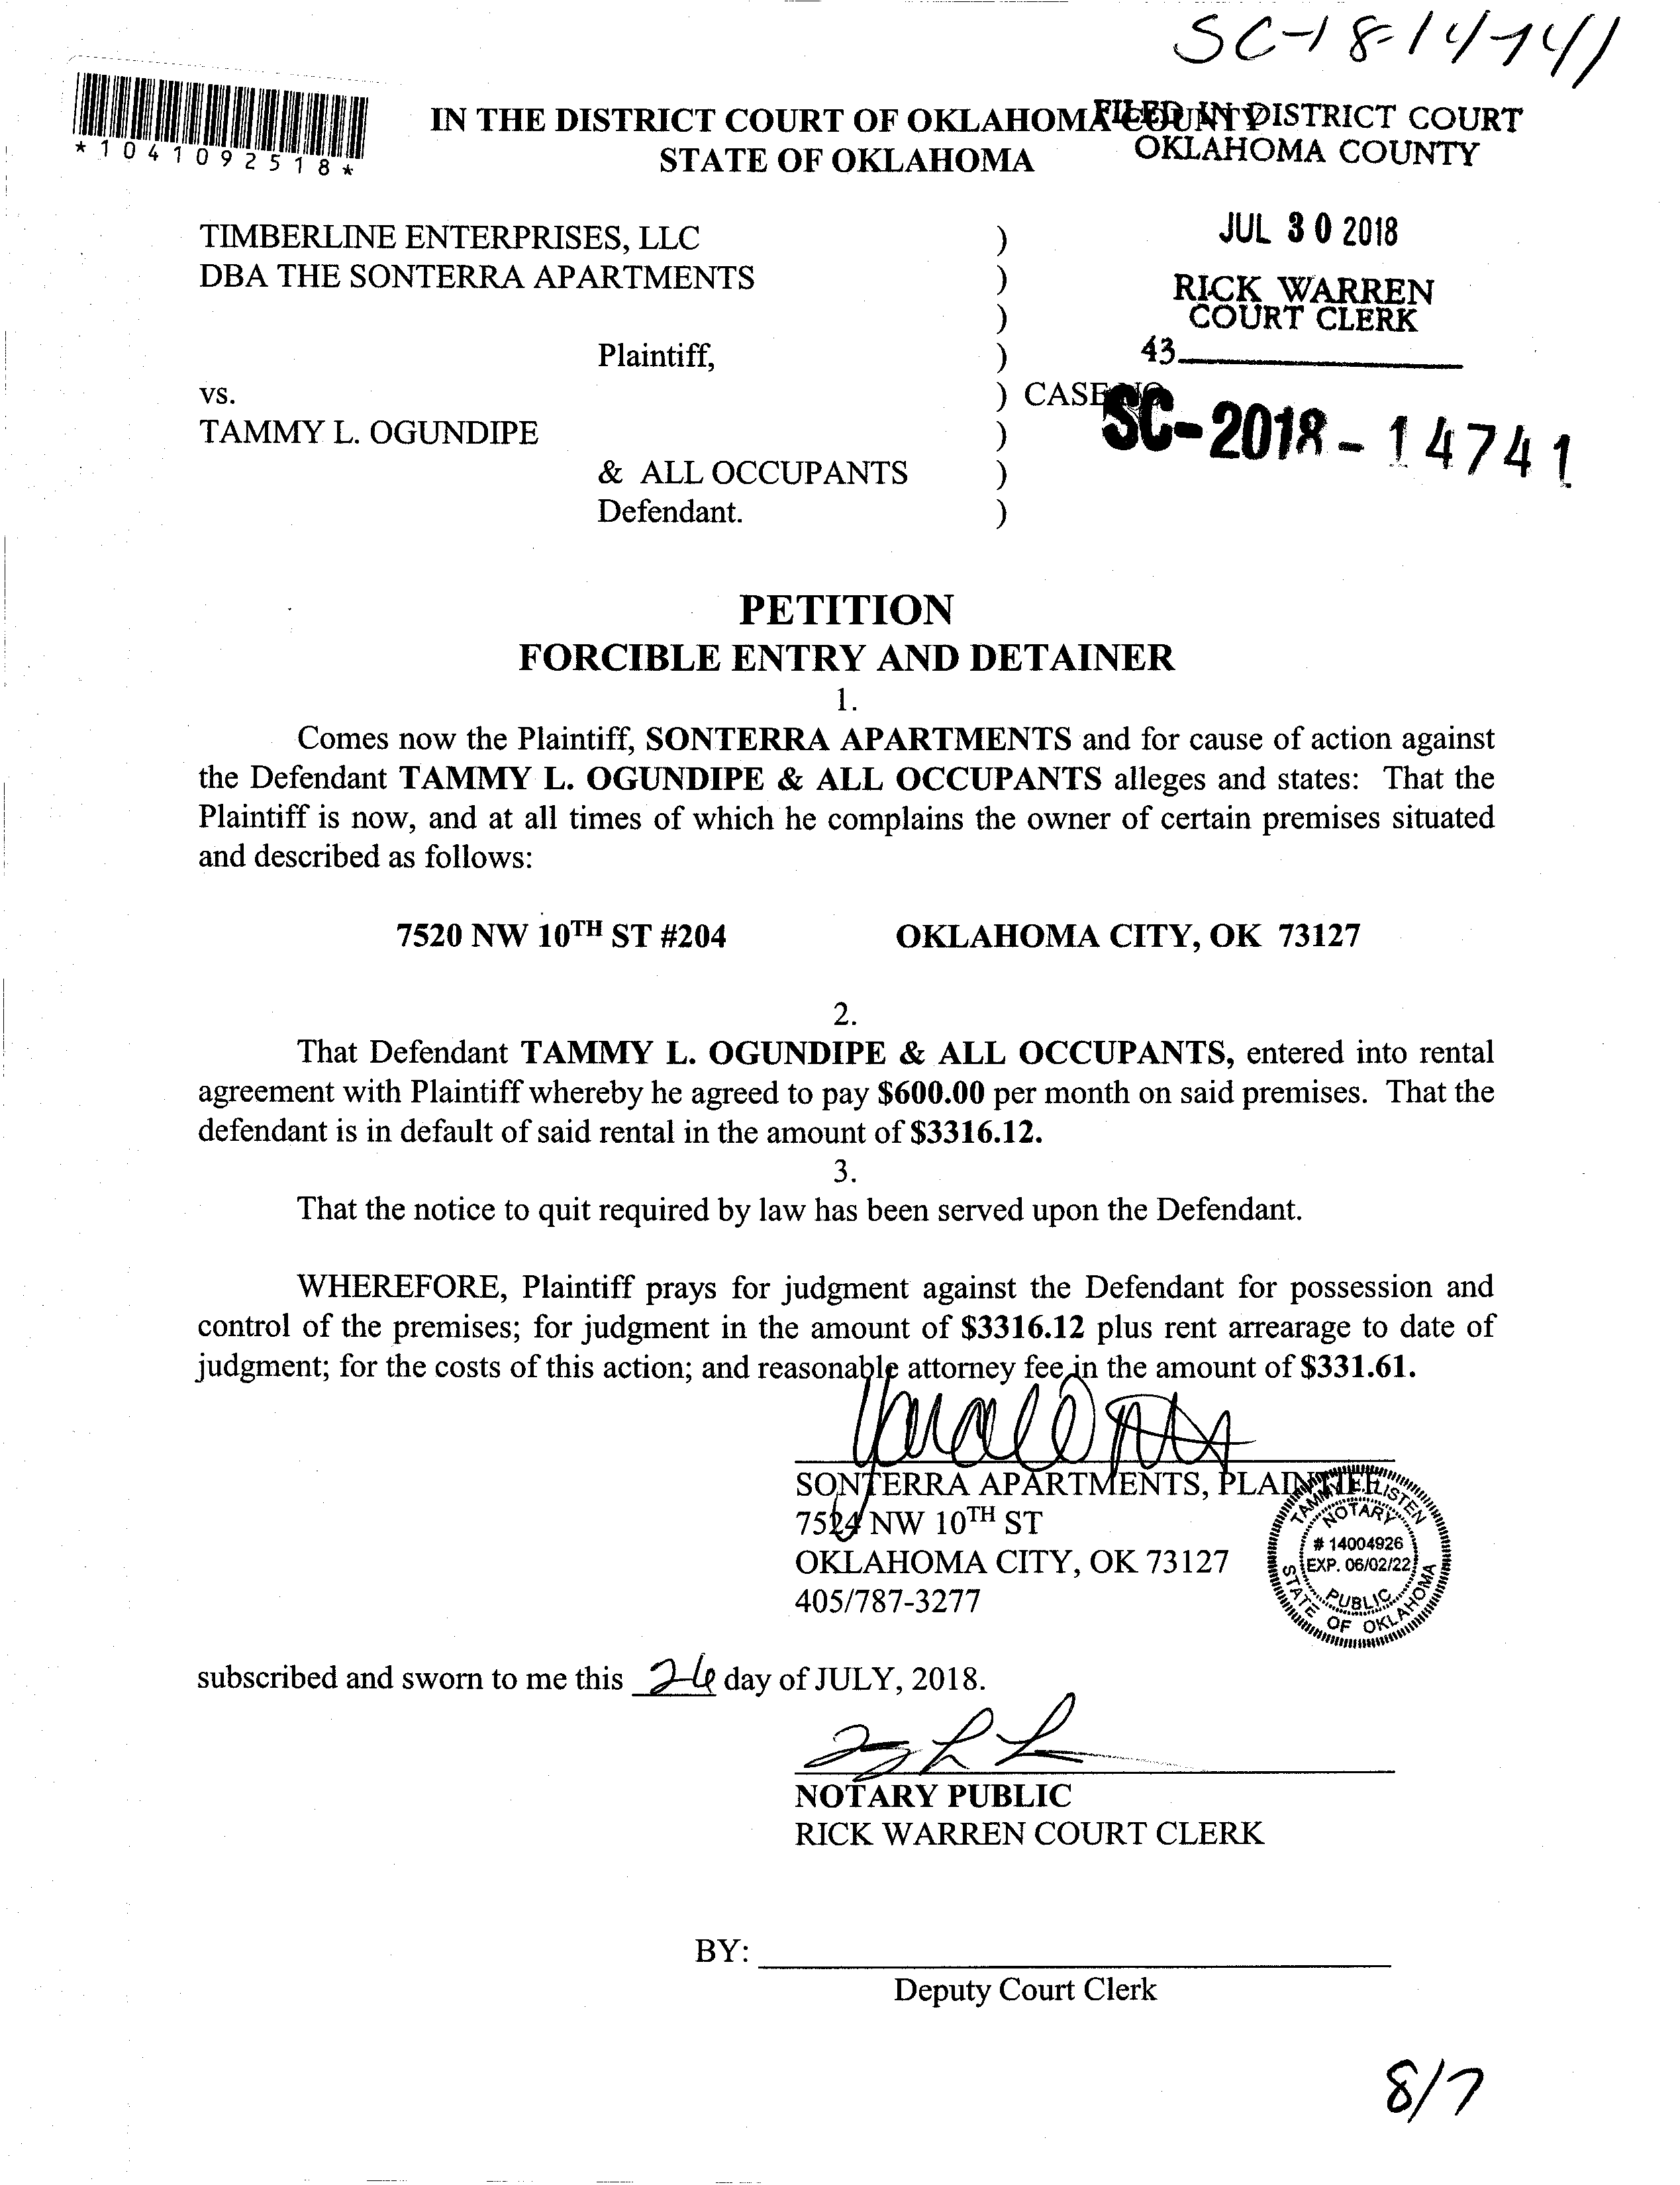 SC-18-14741
*1041092518*
IN THE DISTRICT COURT OF OKLAHOMA COUNTY
STATE OF OKLAHOMA
FILED IN DISTRICT COURT
OKLAHOMA COUNTY
JUL 30 2018
RICK WARREN
COURT CLERK
43
TIMBERLINE ENTERPRISES, LLC )
DBA THE SONTERRA APARTMENTS )
)
Plaintiff, )
vs. ) CASE NO
SC-2018-14741
TAMMY L. OGUNDIPE )
& ALL OCCUPANTS )
Defendant. )
PETITION
FORCIBLE ENTRY AND DETAINER
1.
Comes now the Plaintiff, SONTERRA APARTMENTS and for cause of action against
the Defendant TAMMY L. OGUNDIPE & ALL OCCUPANTS alleges and states: That the
Plaintiff is now, and at all times of which he complains the owner of certain premises situated
and described as follows:
7520 NW 10TH ST #204 OKLAHOMA CITY, OK 73127
2.
That Defendant TAMMY L. OGUNDIPE & ALL OCCUPANTS, entered into rental
agreement with Plaintiff whereby he agreed to pay $600.00 per month on said premises. That the
defendant is in default of said rental in the amount of $3316.12.
3.
That the notice to quit required by law has been served upon the Defendant.
WHEREFORE, Plaintiff prays for judgment against the Defendant for possession and
control of the premises; for judgment in the amount of $3316.12 plus rent arrearage to date of
judgment; for the costs of this action; and reasonable attorney fee in the amount of $331.61.
SONTERRA APARTMENTS, PLAINTIFF
7524 NW 10TH ST
OKLAHOMA CITY, OK 73127
405/787-3277
TAMMY E. LISTEN
NOTARY
# 14004926
EXP. 06/02/22
PUBLIC
STATE OF OKLAHOMA
subscribed and sworn to me this 26 day of JULY, 2018.
NOTARY PUBLIC
RICK WARREN COURT CLERK
BY:
Deputy Court Clerk
8/7